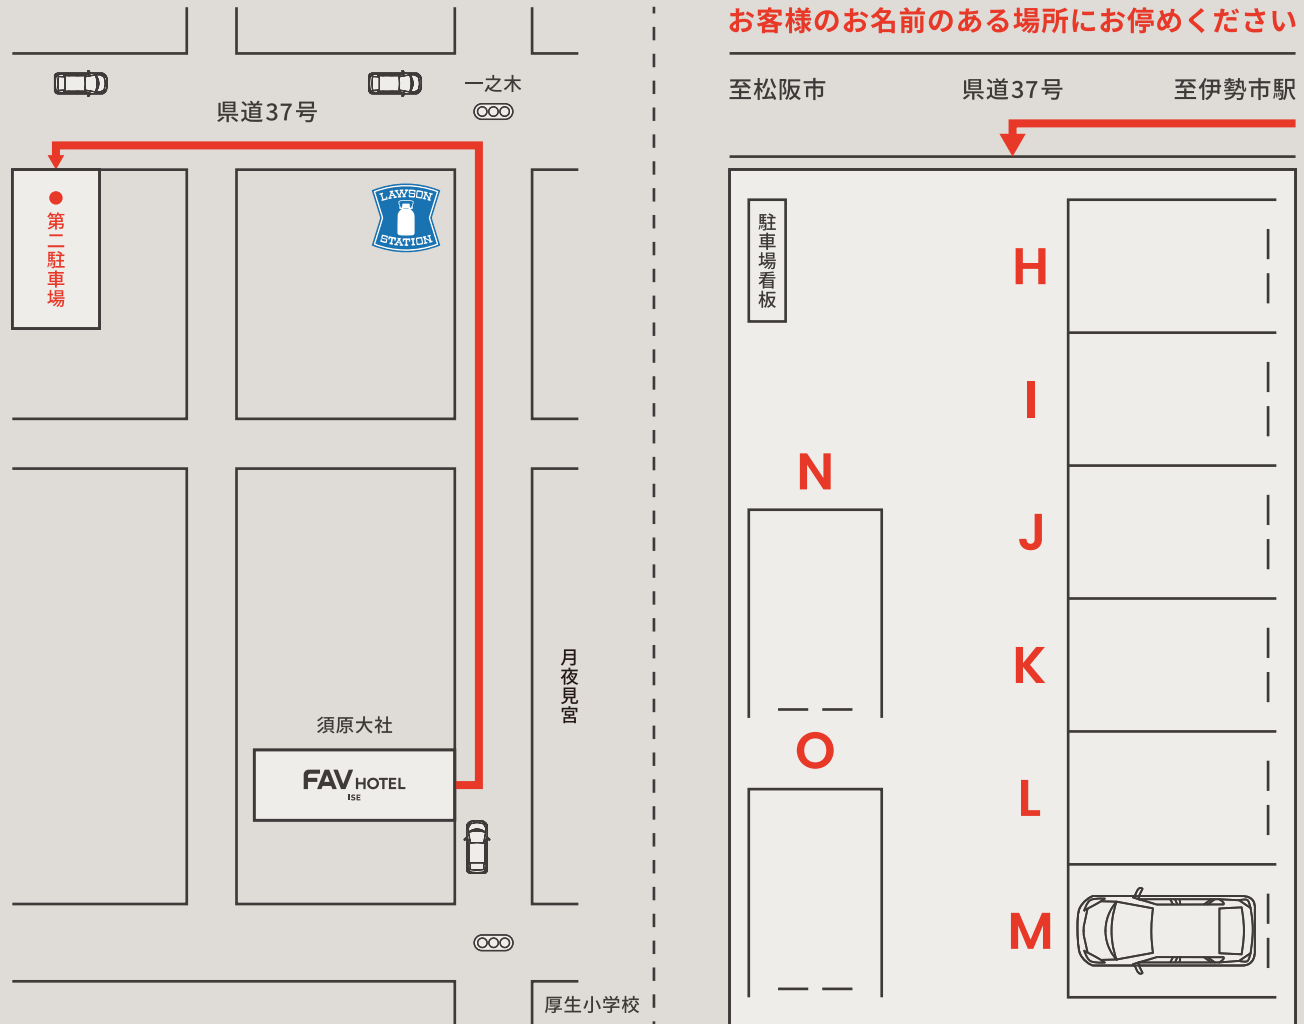 一之木
県道37号
LAWSON
STATION
第二駐車場
月夜見宮
須原大社
FAV HOTEL
ISE
厚生小学校
お客様のお名前のある場所にお停めください
至松阪市
県道37号
至伊勢市駅
駐車場看板
H
I
N
J
K
O
L
M